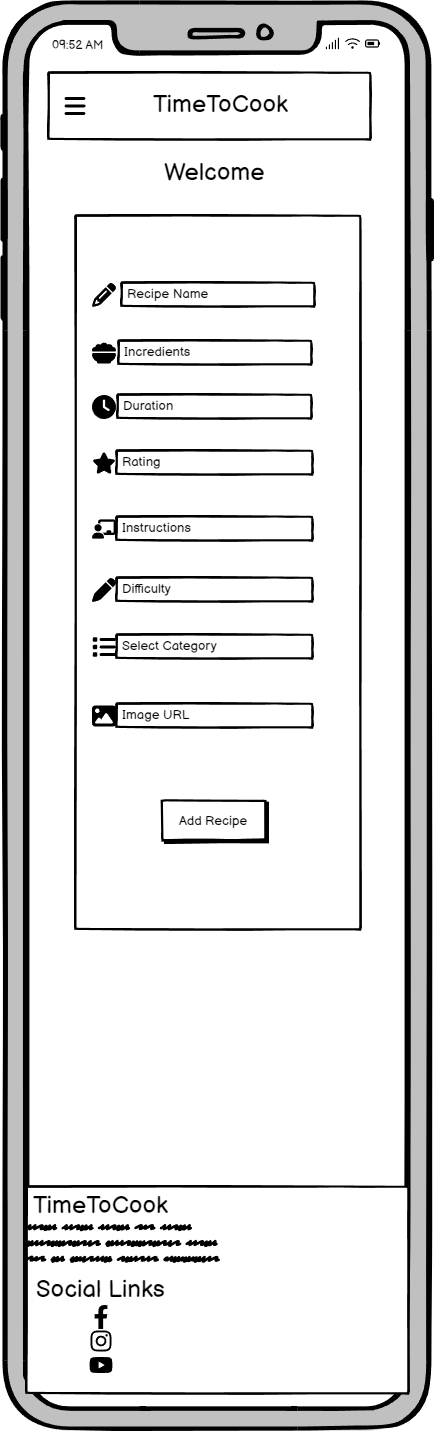 09:52 AM
TimeToCook
Welcome
Recipe Name
Incredients
Duration
Rating
Instructions
Difficulty
Select Category
Image URL
Add Recipe
TimeToCook
Social Links